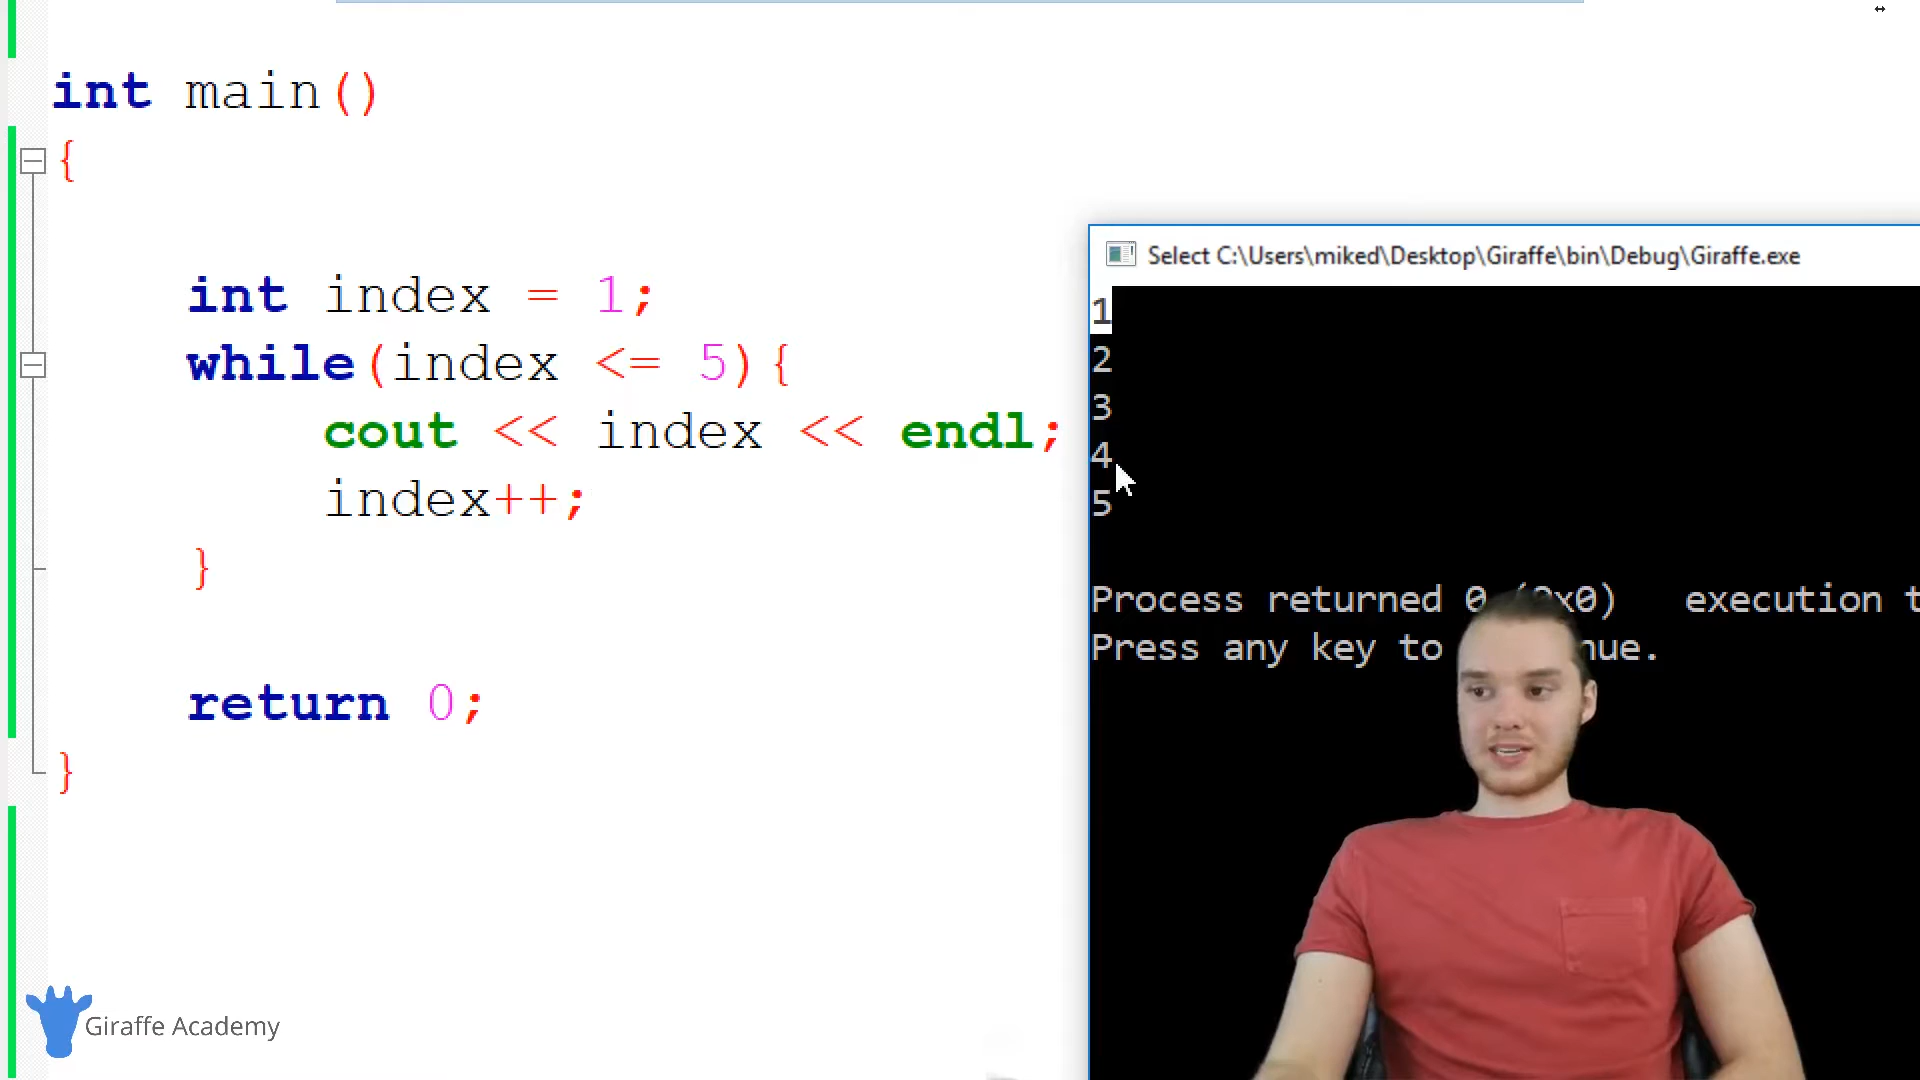 int main()
{
int index = 1;
while(index <= 5){
cout << index << endl;
index++;
}
return 0;
}
Select C:\Users\miked\Desktop\Giraffe\bin\Debug\Giraffe.exe
1
2
3
4
5
Process returned 0 (0x0)   execution
Press any key to
Giraffe Academy